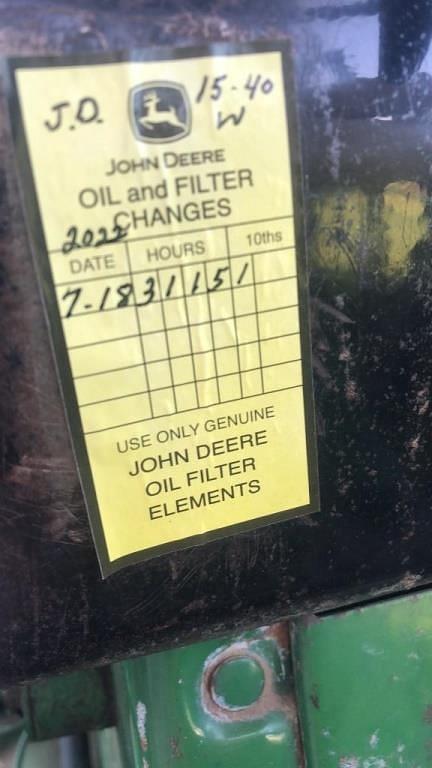 J.D. 15-40
W
JOHN DEERE
OIL and FILTER
CHANGES
2022
DATE HOURS 10ths
7-18 3 1 1 5 1
USE ONLY GENUINE
JOHN DEERE
OIL FILTER
ELEMENTS